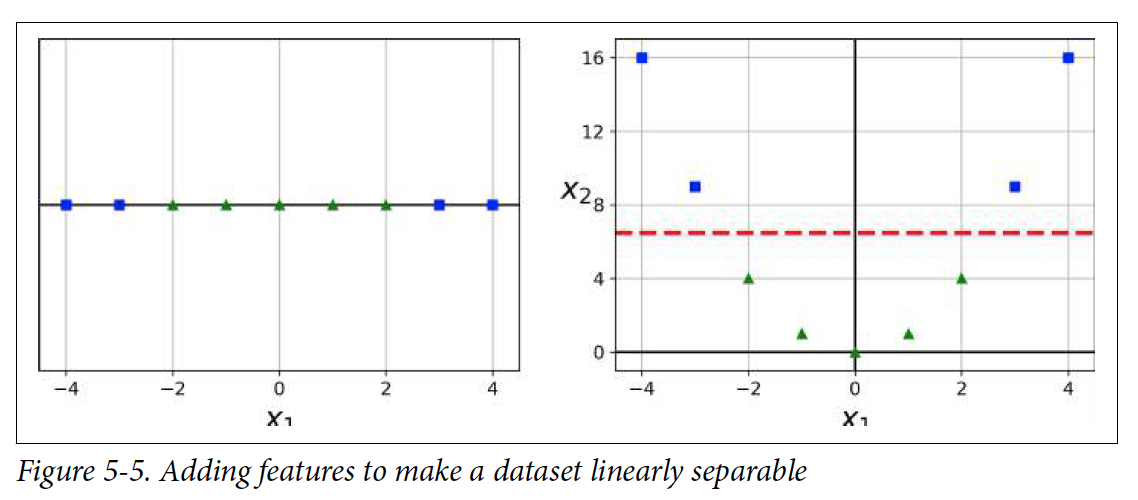 16
12
x₂
8
4
0
−4 −2 0 2 4
x₁
−4 −2 0 2 4
x₁
Figure 5-5. Adding features to make a dataset linearly separable